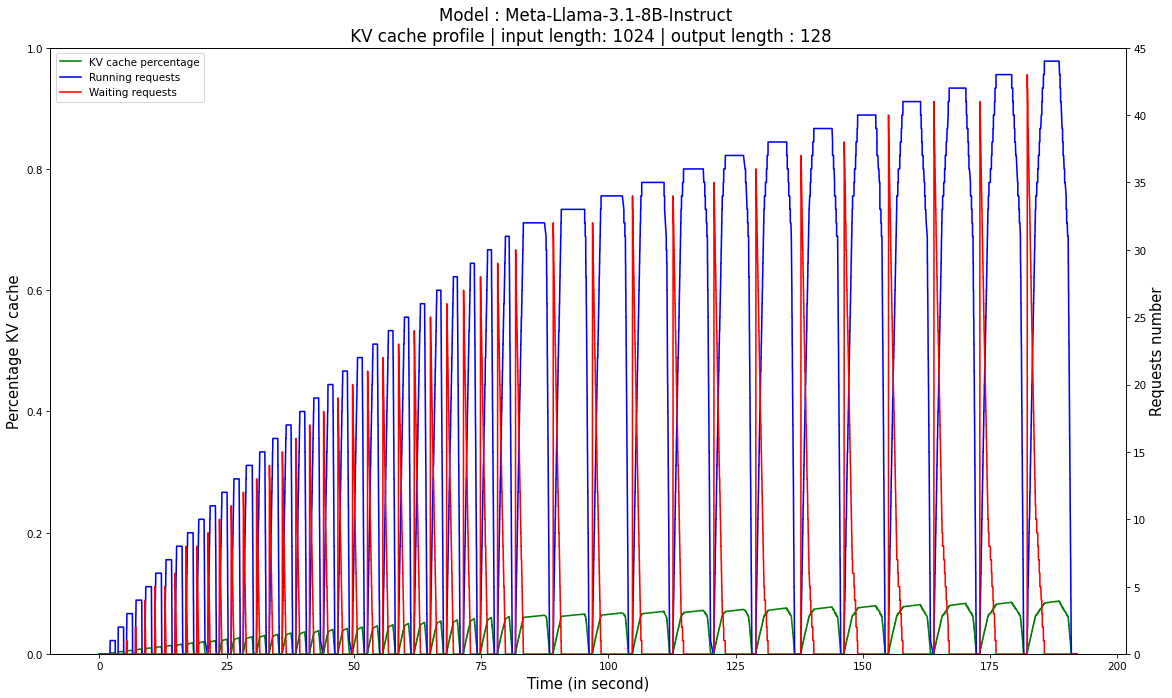 Model : Meta-Llama-3.1-8B-Instruct
KV cache profile | input length: 1024 | output length : 128
KV cache percentage
Running requests
Waiting requests
Percentage KV cache
1.0
0.8
0.6
0.4
0.2
0.0
45
40
35
30
25
20
15
10
5
0
Requests number
0 25 50 75 100 125 150 175 200
Time (in second)